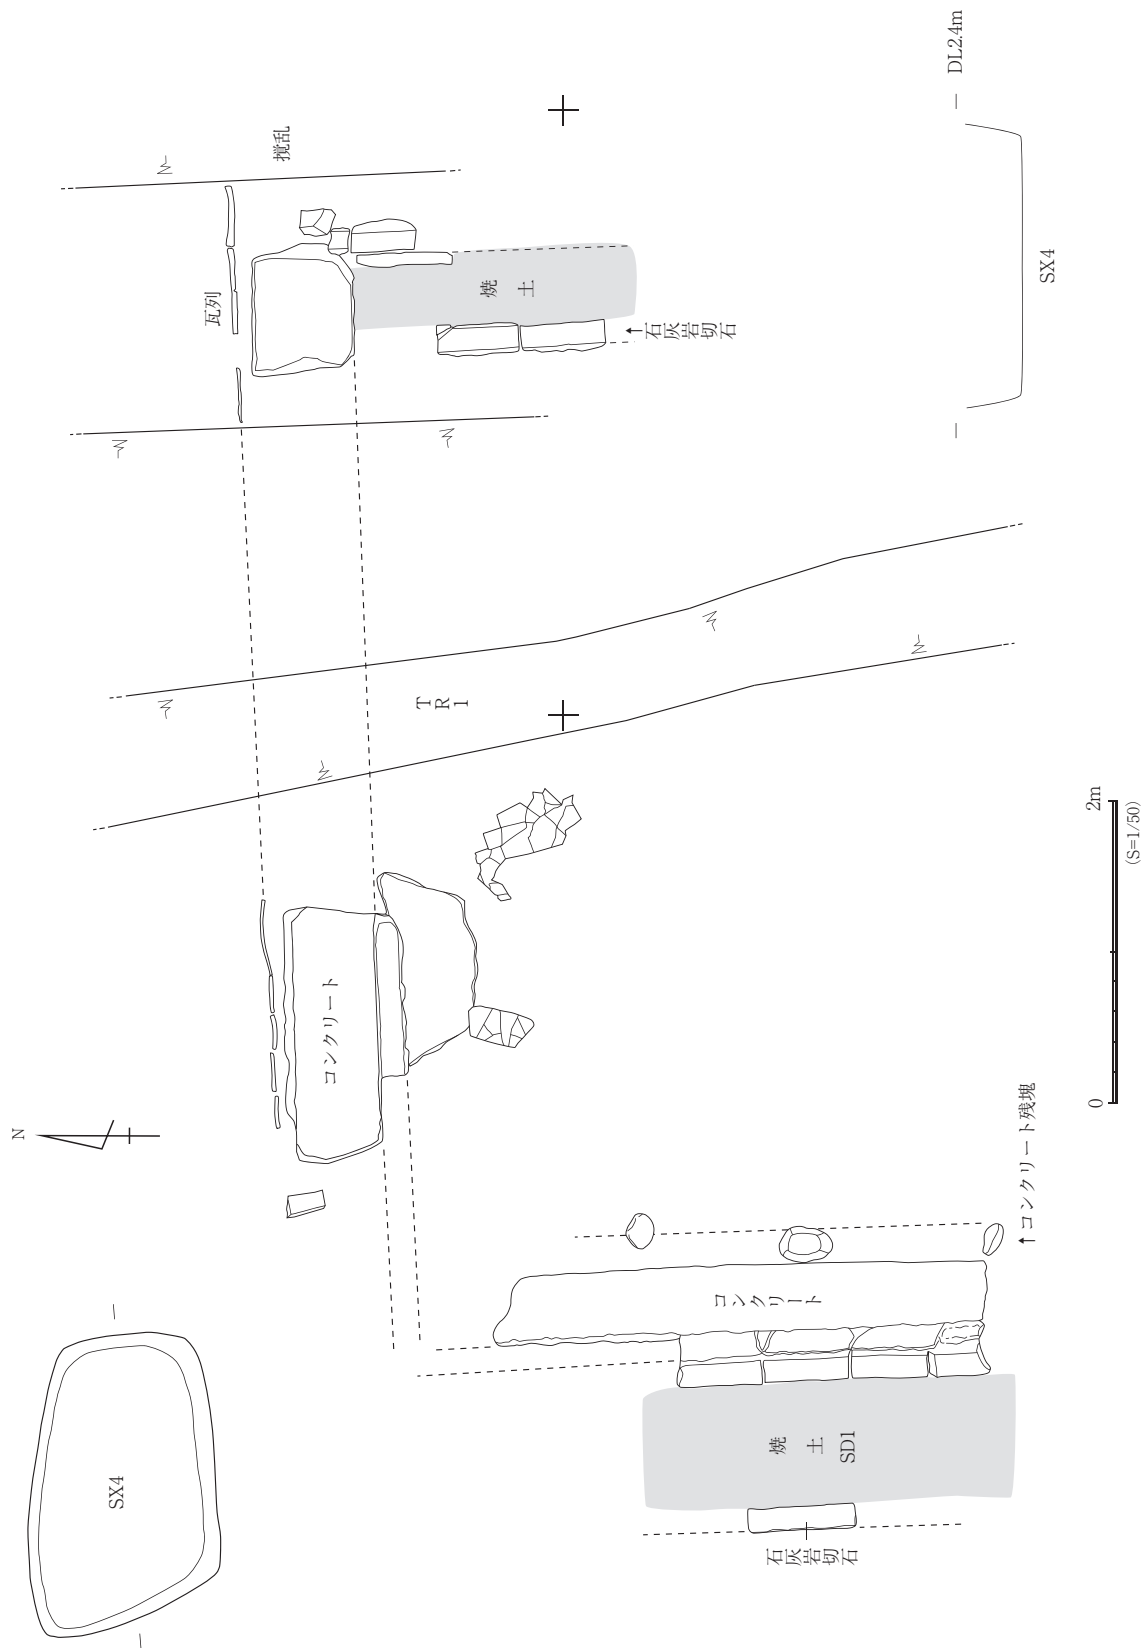 DL2.4m
SX4
攪乱
瓦列
焼土
↑石灰岩切石
TR1
コンクリート
N
2m
0
(S=1/50)
↑コンクリート残塊
コンクリート
焼土
SD1
石灰岩切石
SX4